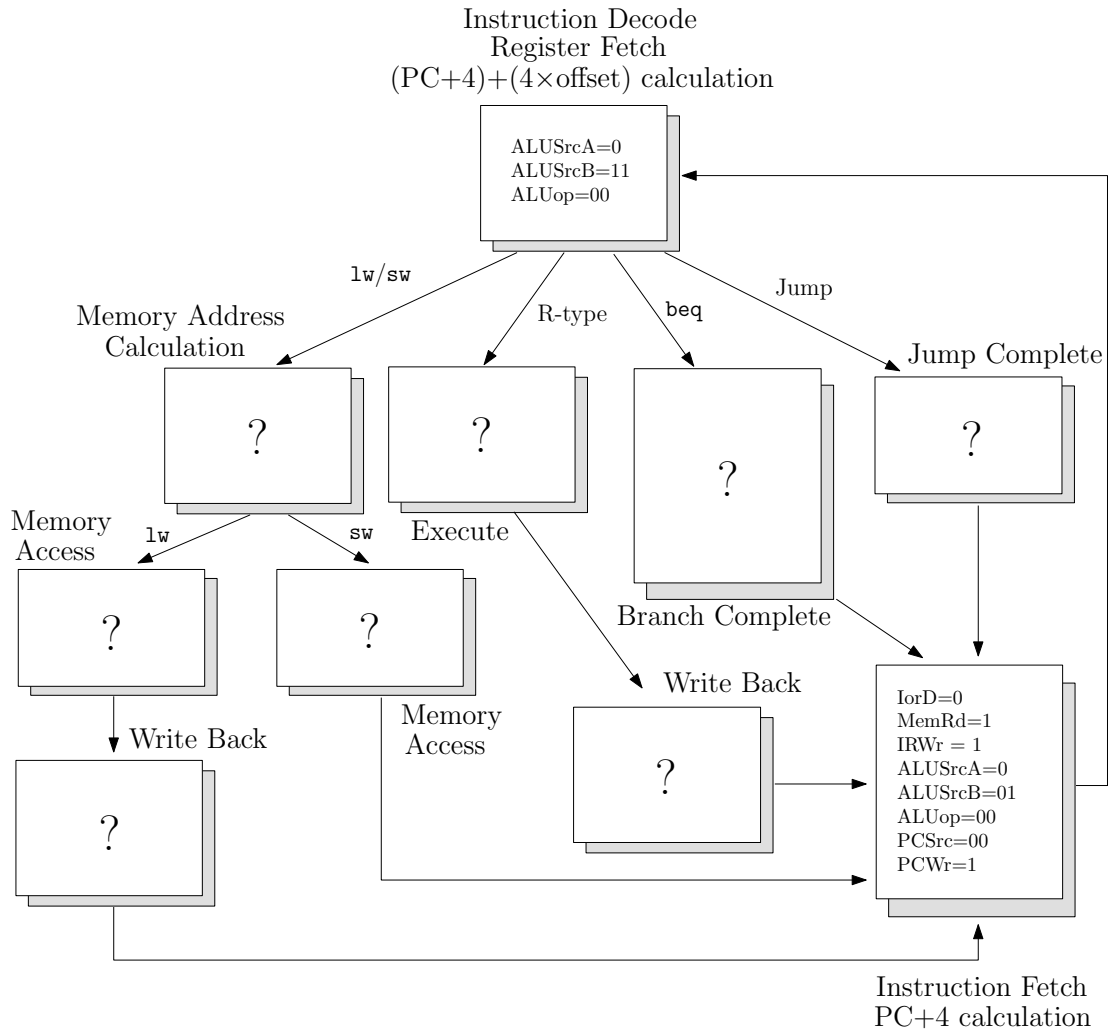 Instruction Decode
Register Fetch
(PC+4)+(4×offset) calculation
ALUSrcA=0
ALUSrcB=11
ALUop=00
lw/sw
R-type
beq
Jump
Memory Address
Calculation
Jump Complete
?
?
?
?
Memory
Access
lw
sw
Execute
Branch Complete
?
?
Write Back
Memory
Access
Write Back
?
?
IorD=0
MemRd=1
IRWr = 1
ALUSrcA=0
ALUSrcB=01
ALUop=00
PCSrc=00
PCWr=1
Instruction Fetch
PC+4 calculation